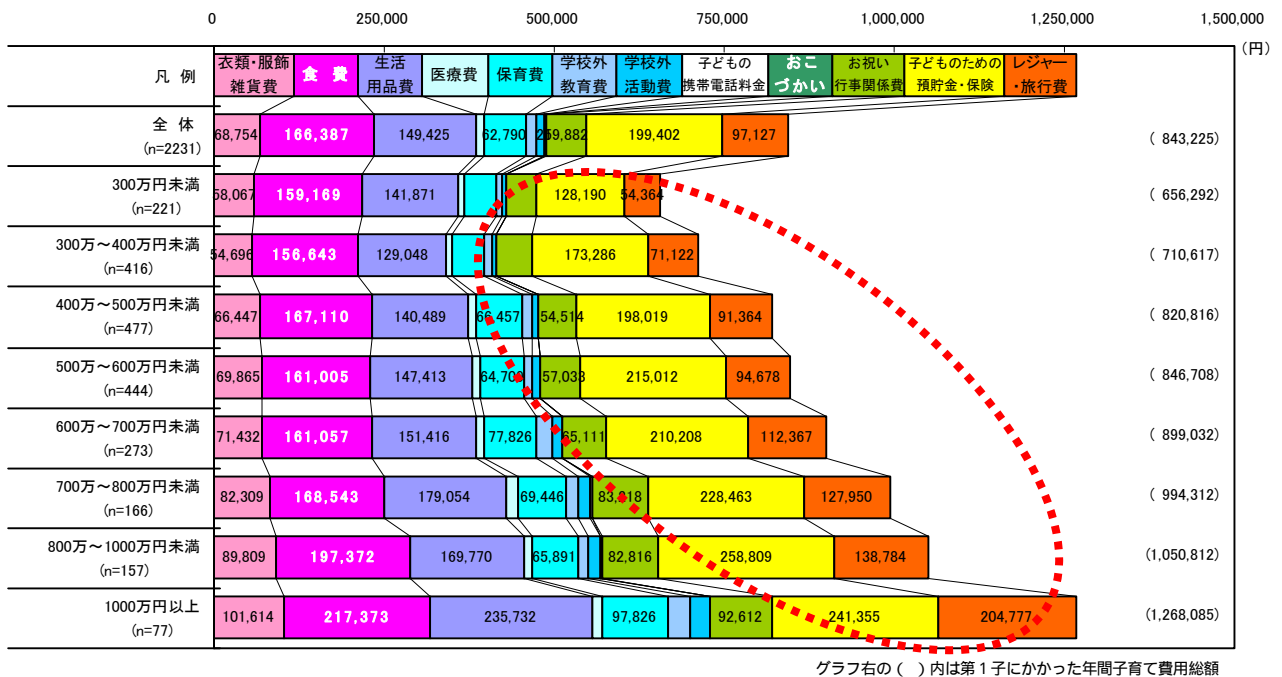 0 250,000 500,000 750,000 1,000,000 1,250,000 1,500,000
(円)
凡 例 衣類・服飾雑貨費 食 費 生活用品費 医療費 保育費 学校外教育費 学校外活動費 子どもの携帯電話料金 おこづかい お祝い行事関係費 子どものための預貯金・保険 レジャー・旅行費
全 体
(n=2231)
68,754 166,387 149,425 62,790 59,882 199,402 97,127 ( 843,225)
300万円未満
(n=221)
58,067 159,169 141,871 128,190 54,364 ( 656,292)
300万～400万円未満
(n=416)
54,696 156,643 129,048 173,286 71,122 ( 710,617)
400万～500万円未満
(n=477)
66,447 167,110 140,489 66,457 54,514 198,019 91,364 ( 820,816)
500万～600万円未満
(n=444)
69,865 161,005 147,413 57,033 215,012 94,678 ( 846,708)
600万～700万円未満
(n=273)
71,432 161,057 151,416 77,826 65,111 210,208 112,367 ( 899,032)
700万～800万円未満
(n=166)
82,309 168,543 179,054 69,446 228,463 127,950 ( 994,312)
800万～1000万円未満
(n=157)
89,809 197,372 169,770 65,891 82,816 258,809 138,784 (1,050,812)
1000万円以上
(n=77)
101,614 217,373 235,732 97,826 92,612 241,355 204,777 (1,268,085)
グラフ右の ( ) 内は第１子にかかった年間子育て費用総額